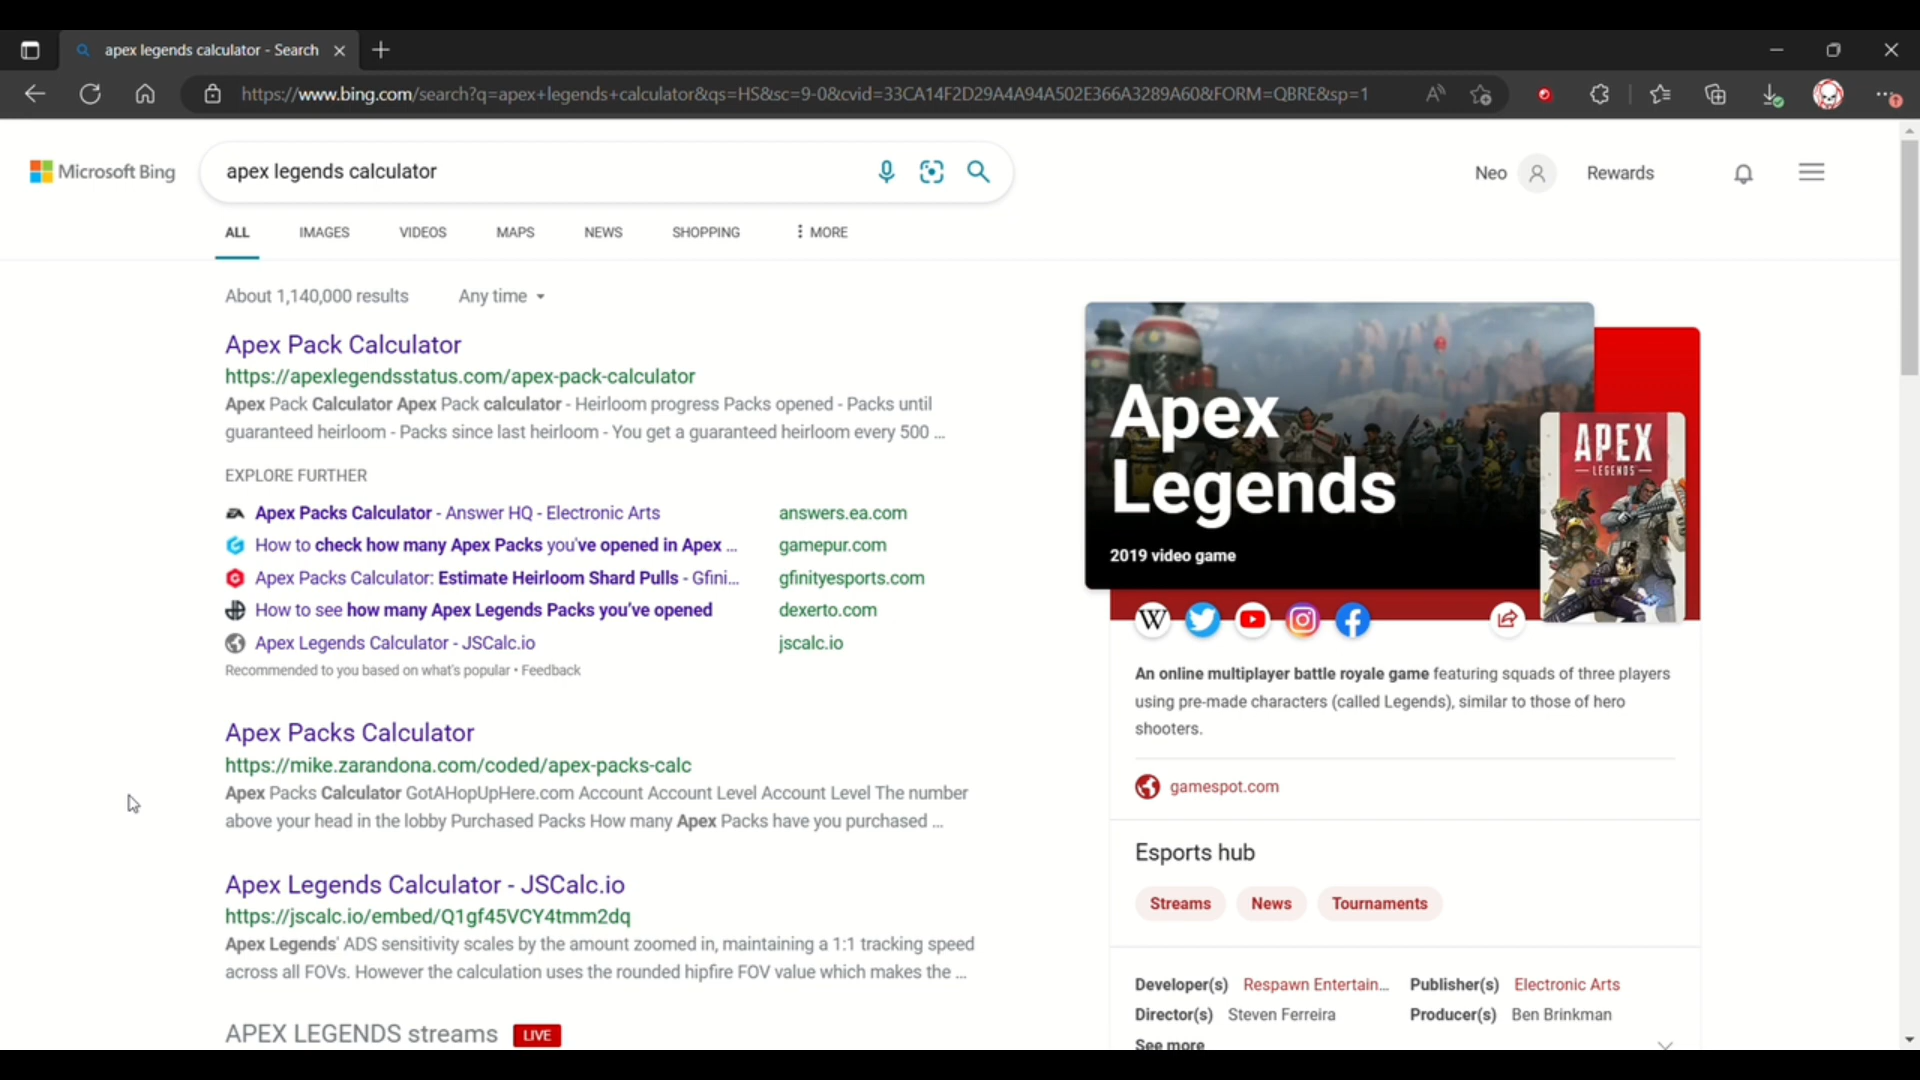 apex legends calculator - Search
https://www.bing.com/search?q=apex+legends+calculator&qs=HS&sc=9-0&cvid=33CA14F2D29A4A94A502E366A3289A60&FORM=QBRE&sp=1
Microsoft Bing
apex legends calculator
Neo
Rewards
ALL IMAGES VIDEOS MAPS NEWS SHOPPING MORE
About 1,140,000 results Any time
Apex Pack Calculator
https://apexlegendsstatus.com/apex-pack-calculator
Apex Pack Calculator Apex Pack calculator - Heirloom progress Packs opened - Packs until
guaranteed heirloom - Packs since last heirloom - You get a guaranteed heirloom every 500 ...
EXPLORE FURTHER
Apex Packs Calculator - Answer HQ - Electronic Arts answers.ea.com
How to check how many Apex Packs you've opened in Apex ... gamepur.com
Apex Packs Calculator: Estimate Heirloom Shard Pulls - Gfini... gfinityesports.com
How to see how many Apex Legends Packs you've opened dexerto.com
Apex Legends Calculator - JSCalc.io jscalc.io
Recommended to you based on what's popular • Feedback
Apex Packs Calculator
https://mike.zarandona.com/coded/apex-packs-calc
Apex Packs Calculator GotAHopUpHere.com Account Account Level Account Level The number
above your head in the lobby Purchased Packs How many Apex Packs have you purchased ...
Apex Legends Calculator - JSCalc.io
https://jscalc.io/embed/Q1gf45VCY4tmm2dq
Apex Legends' ADS sensitivity scales by the amount zoomed in, maintaining a 1:1 tracking speed
across all FOVs. However the calculation uses the rounded hipfire FOV value which makes the ...
APEX LEGENDS streams LIVE
Apex
Legends
2019 video game
APEX
LEGENDS
An online multiplayer battle royale game featuring squads of three players
using pre-made characters (called Legends), similar to those of hero
shooters.
gamespot.com
Esports hub
Streams News Tournaments
Developer(s) Respawn Entertain... Publisher(s) Electronic Arts
Director(s) Steven Ferreira Producer(s) Ben Brinkman
See more